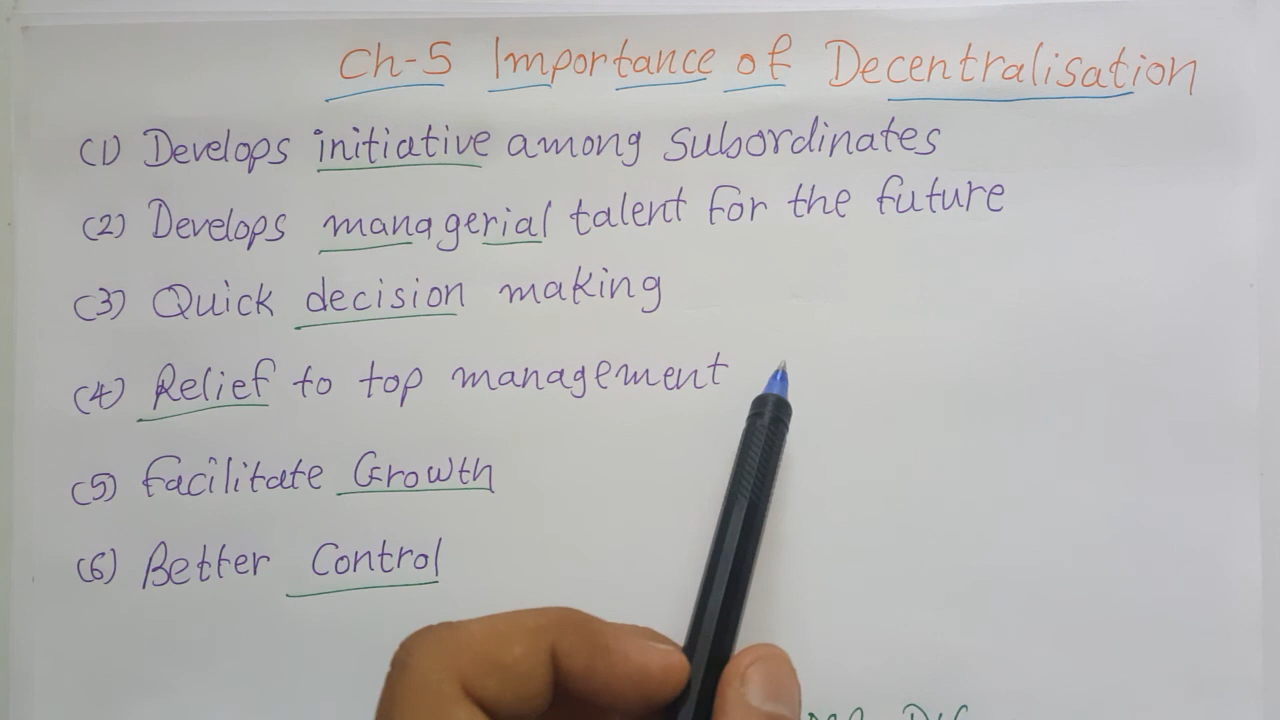 Ch-5 Importance of Decentralisation
(1) Develops initiative among subordinates
(2) Develops managerial talent for the future
(3) Quick decision making
(4) Relief to top management
(5) Facilitate Growth
(6) Better Control